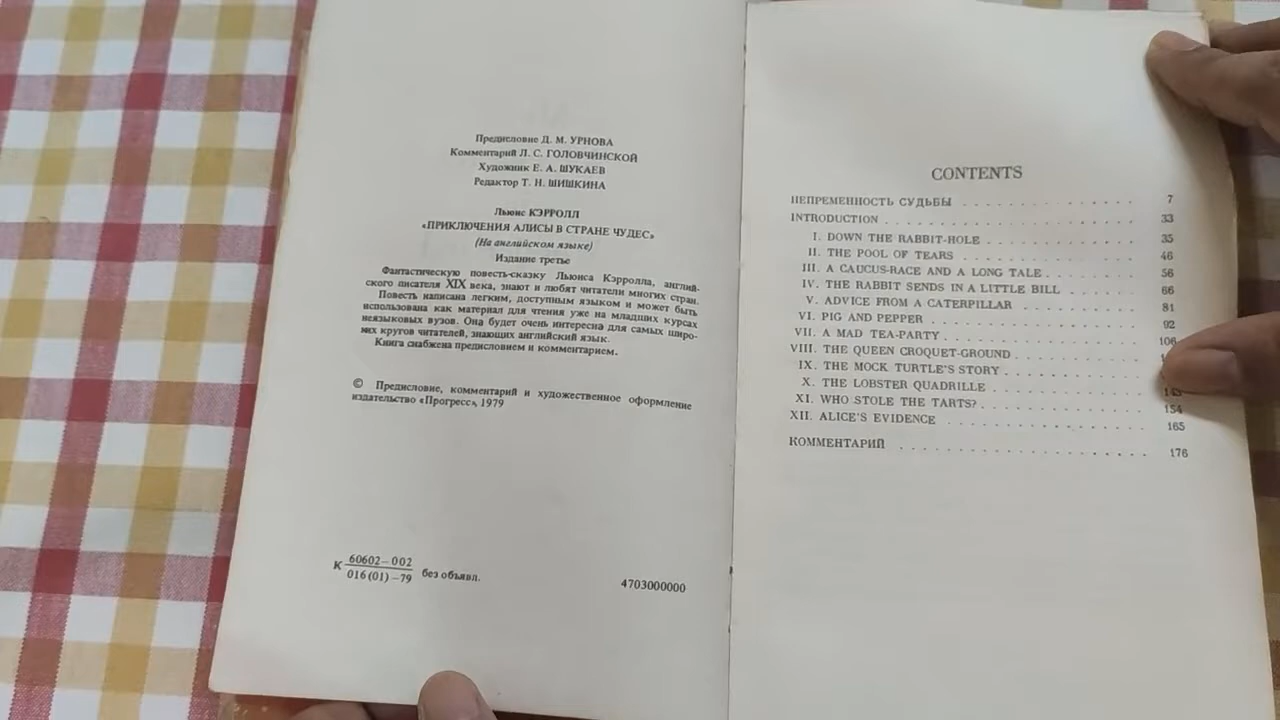 Предисловие Д. М. УРНОВА
Комментарий Л. С. ГОЛОВЧИНСКОЙ
Художник Е. А. ШУКАЕВ
Редактор Т. Н. ШИШКИНА
Льюис КЭРРОЛЛ
«ПРИКЛЮЧЕНИЯ АЛИСЫ В СТРАНЕ ЧУДЕС»
(На английском языке)
Издание третье
Фантастическую повесть-сказку Льюиса Кэрролла, англий-
ского писателя XIX века, знают и любят читатели многих стран.
Повесть написана легким, доступным языком и может быть
использована как материал для чтения уже на младших курсах
неязыковых вузов. Она будет очень интересна для самых широ-
ких кругов читателей, знающих английский язык.
Книга снабжена предисловием и комментарием.
© Предисловие, комментарий и художественное оформление
издательство «Прогресс», 1979
К 60602–002
016(01)–79 без объявл.
4703000000
CONTENTS
НЕПРЕМЕННОСТЬ СУДЬБЫ . . . . . . . . . . . . . . 7
INTRODUCTION . . . . . . . . . . . . . . . . . . . . 33
I. DOWN THE RABBIT-HOLE . . . . . . . . . . . . 35
II. THE POOL OF TEARS . . . . . . . . . . . . . . 46
III. A CAUCUS-RACE AND A LONG TALE . . . . . . . 56
IV. THE RABBIT SENDS IN A LITTLE BILL . . . . . . 66
V. ADVICE FROM A CATERPILLAR . . . . . . . . . . 81
VI. PIG AND PEPPER . . . . . . . . . . . . . . . . 92
VII. A MAD TEA-PARTY . . . . . . . . . . . . . . . 106
VIII. THE QUEEN CROQUET-GROUND . . . . . . . . .
IX. THE MOCK TURTLE'S STORY . . . . . . . . . . .
X. THE LOBSTER QUADRILLE . . . . . . . . . . . . 143
XI. WHO STOLE THE TARTS? . . . . . . . . . . . . . 154
XII. ALICE'S EVIDENCE . . . . . . . . . . . . . . . 165
КОММЕНТАРИЙ . . . . . . . . . . . . . . . . . . . 176